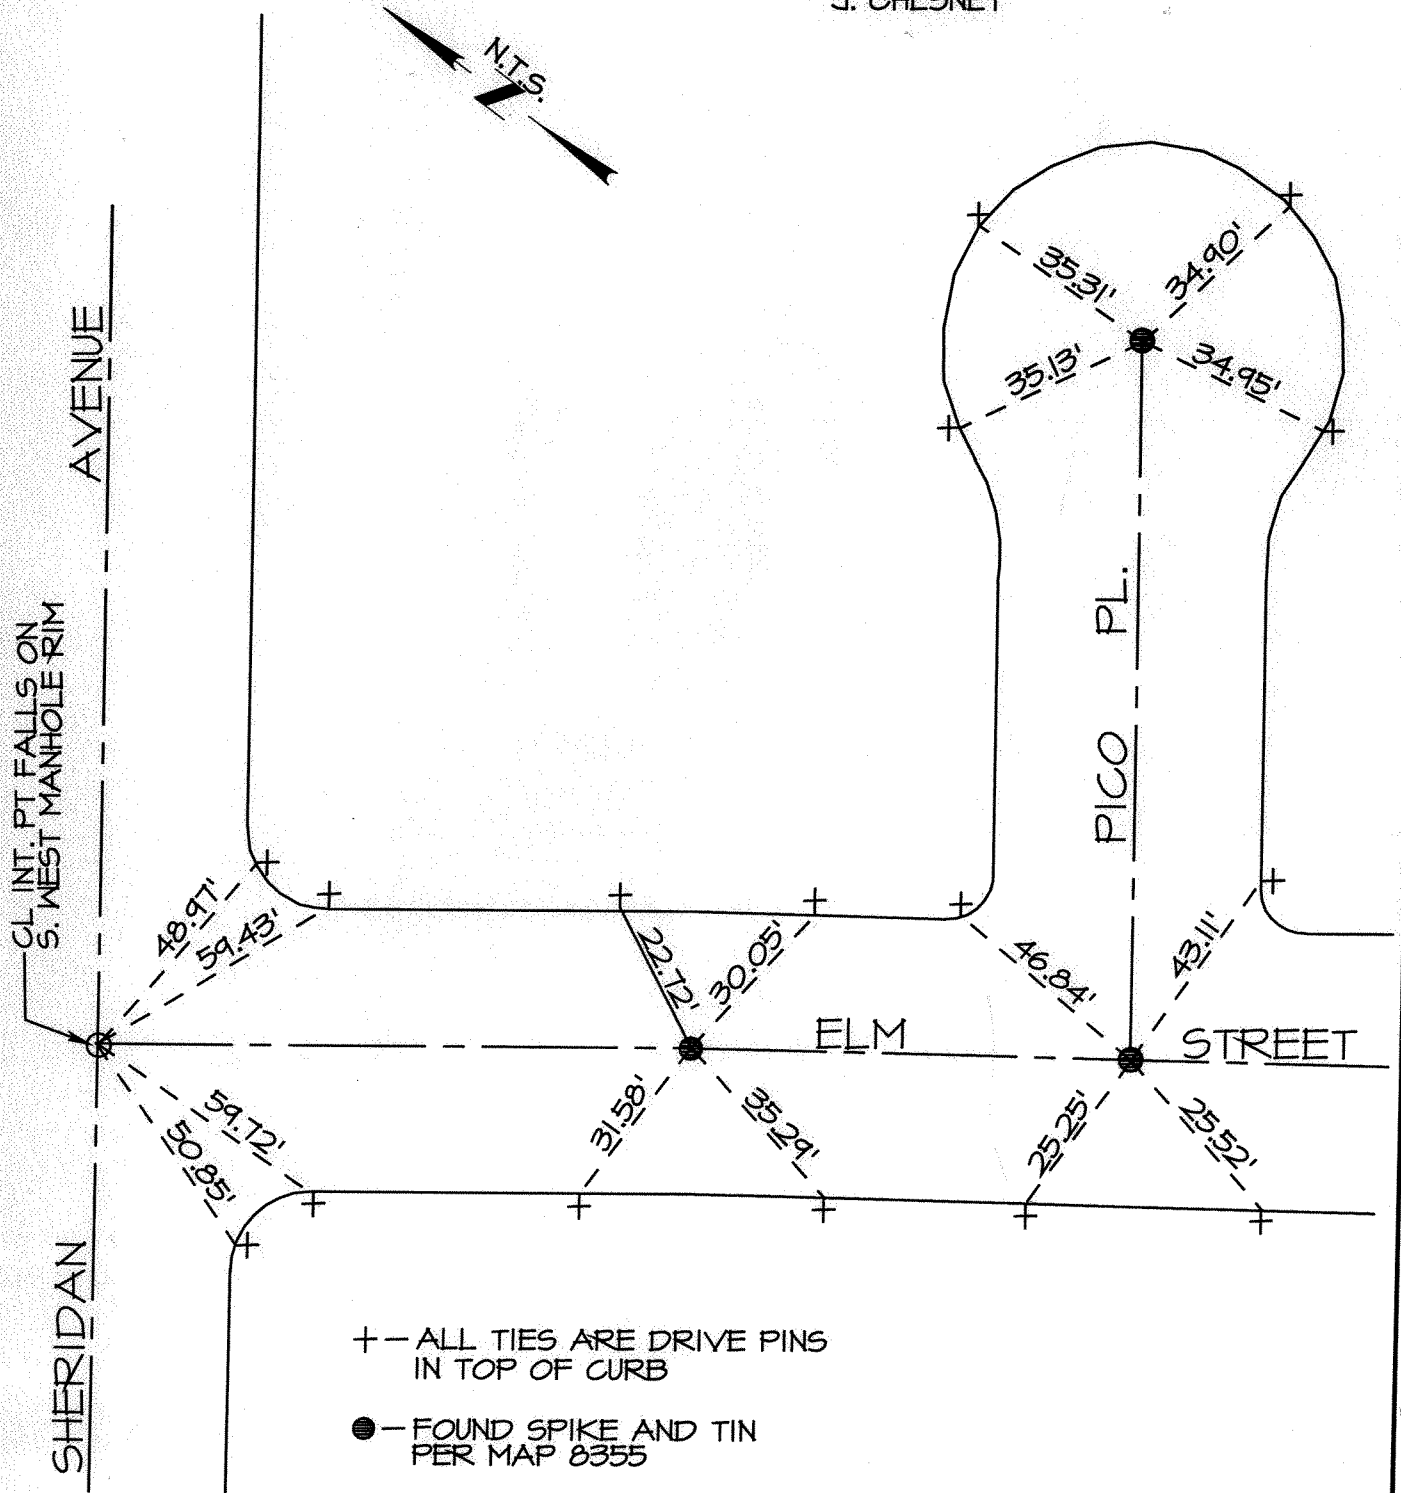 J. CHESNEY
N.T.S.
AVENUE
35.31'
34.90'
35.13'
34.95'
CL INT. PT FALLS ON
S. WEST MANHOLE RIM
PICO PL.
48.97'
59.43'
22.72'
30.05'
46.84'
43.11'
ELM STREET
59.72'
50.85'
31.58'
35.29'
25.25'
25.52'
SHERIDAN
+ - ALL TIES ARE DRIVE PINS
IN TOP OF CURB
- FOUND SPIKE AND TIN
PER MAP 8355